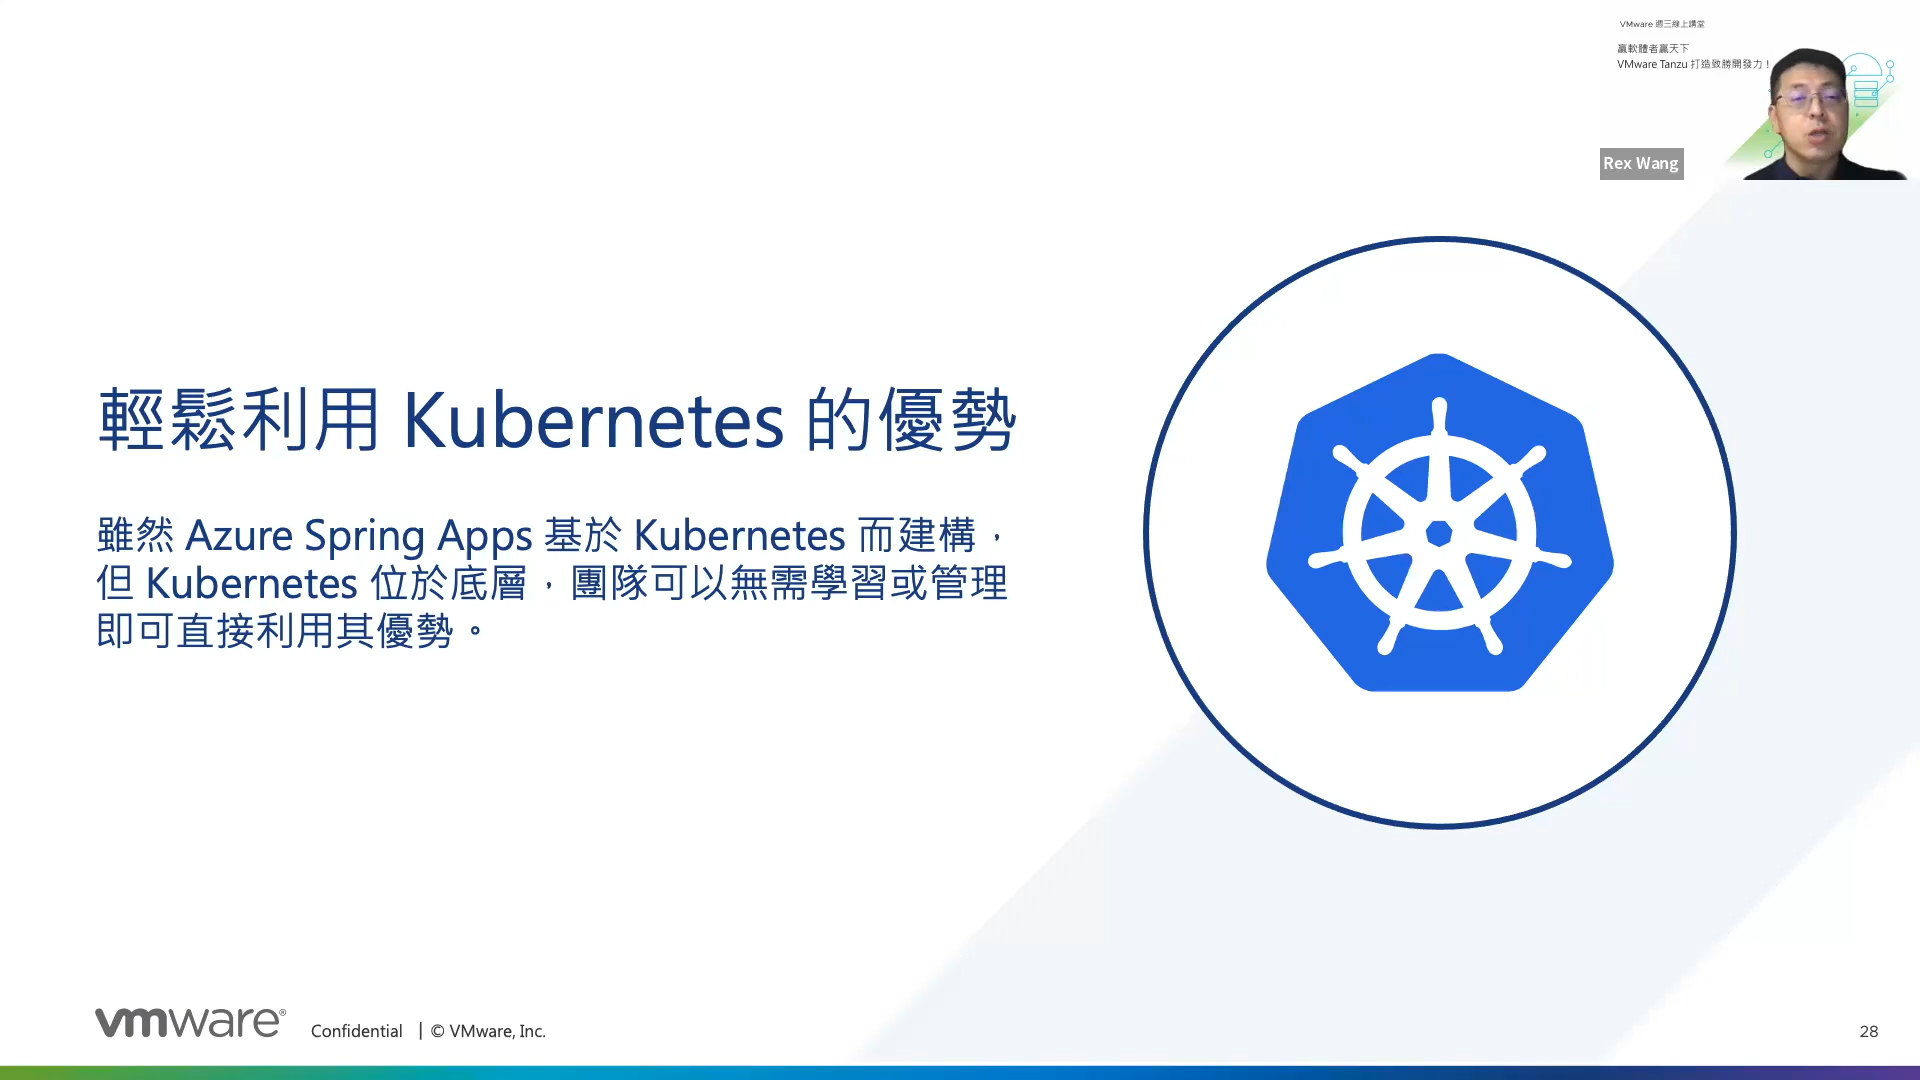 VMware 週三線上講堂
贏軟體者贏天下
VMware Tanzu 打造致勝開發力！
Rex Wang
輕鬆利用 Kubernetes 的優勢
雖然 Azure Spring Apps 基於 Kubernetes 而建構，
但 Kubernetes 位於底層，團隊可以無需學習或管理
即可直接利用其優勢。
vmware®
Confidential | © VMware, Inc.
28